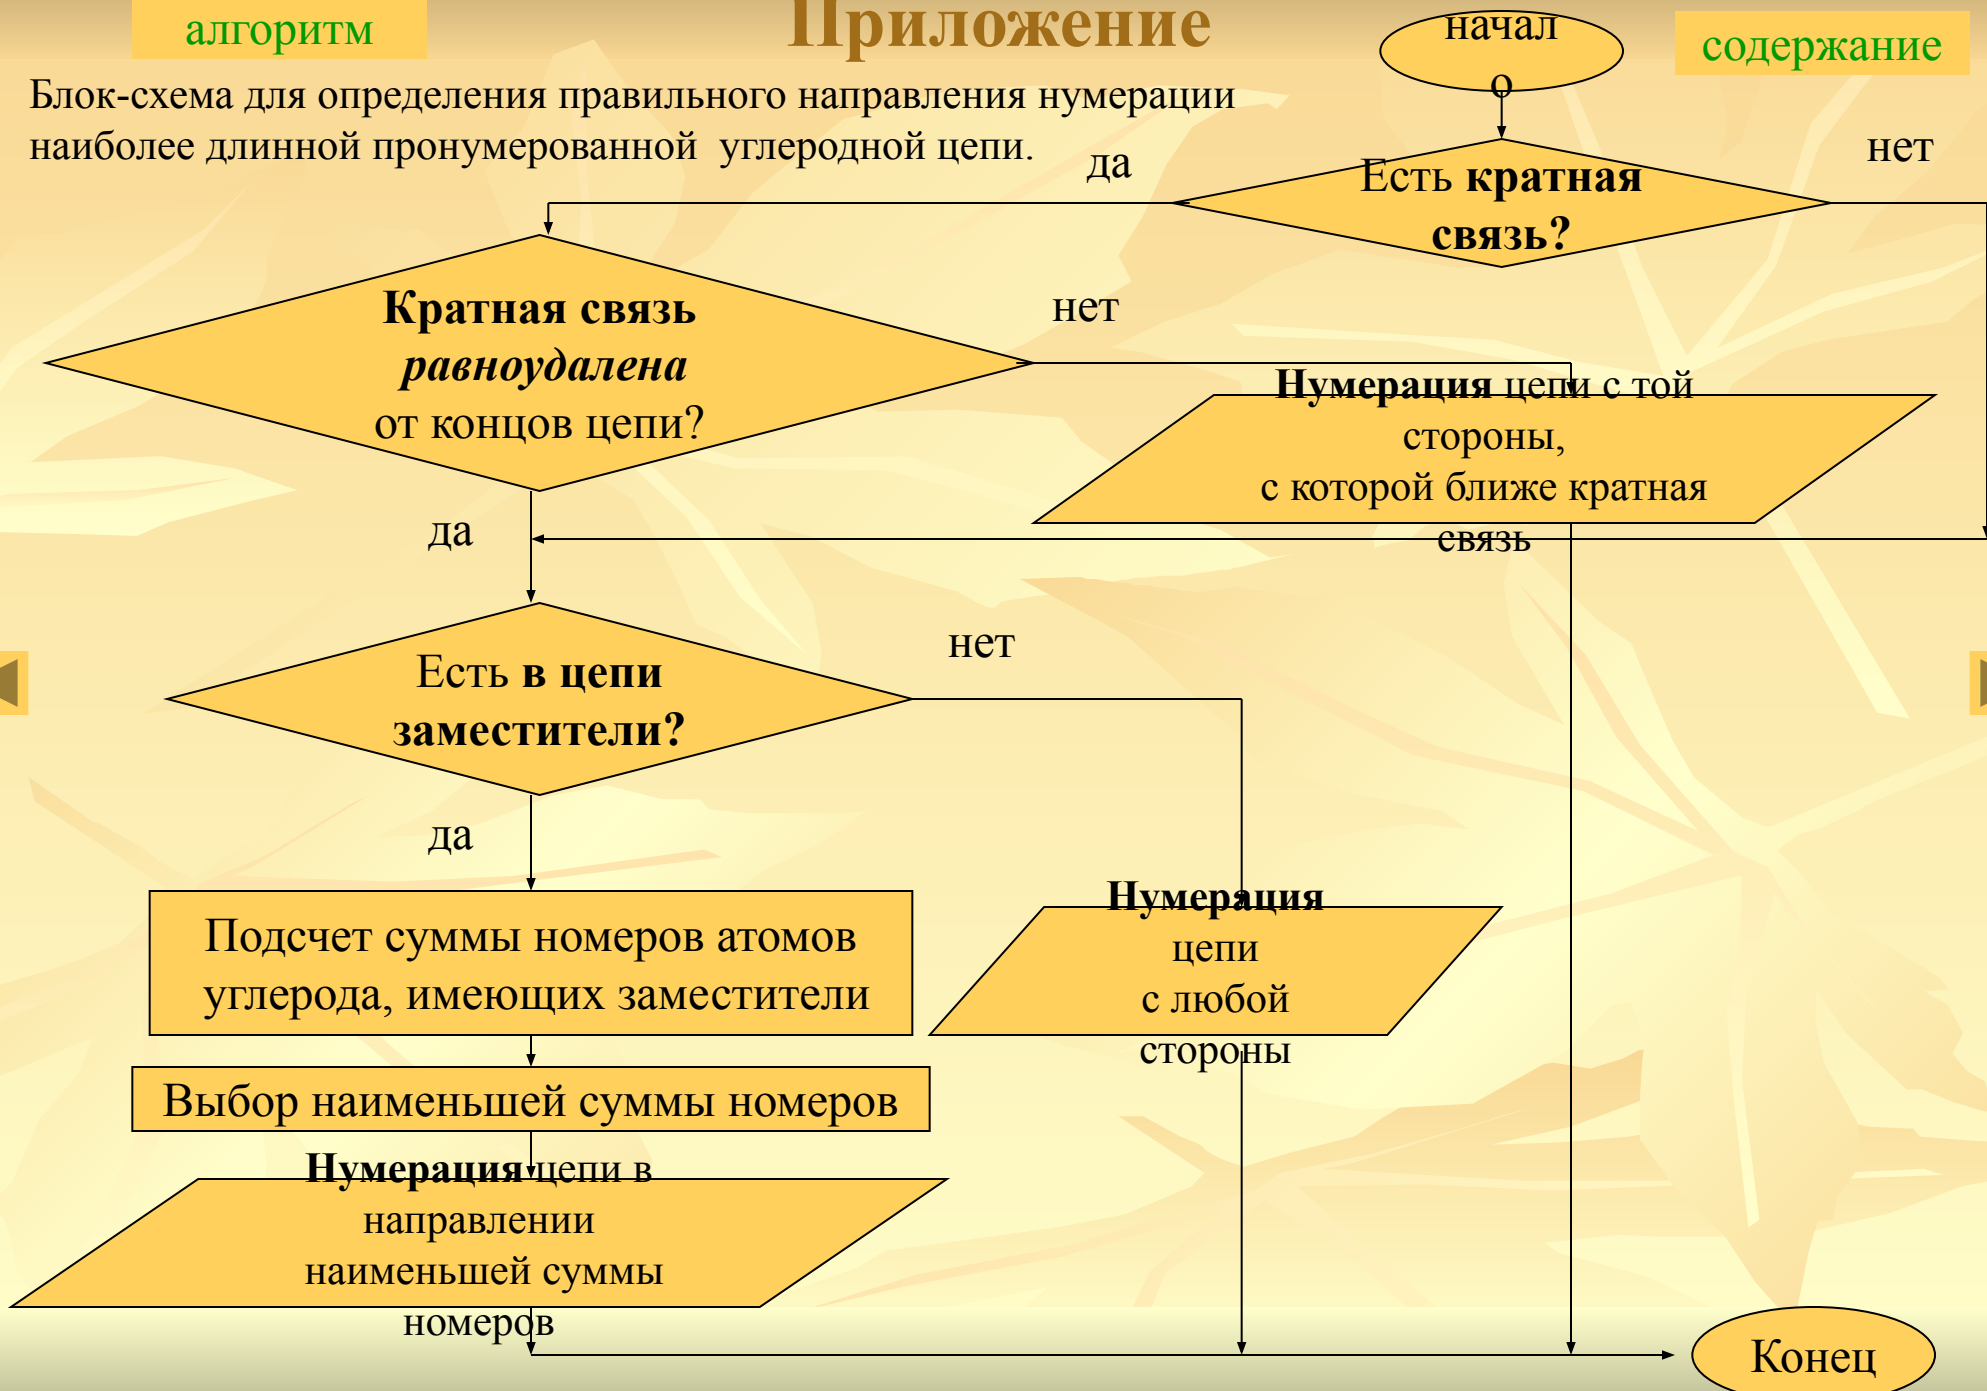 алгоритм
Приложение
начал
о
содержание
Блок-схема для определения правильного направления нумерации
наиболее длинной пронумерованной углеродной цепи.
да
нет
Есть кратная
связь?
Кратная связь
равноудалена
от концов цепи?
нет
Нумерация цепи с той
стороны,
с которой ближе кратная
связь
да
Есть в цепи
заместители?
нет
да
Подсчет суммы номеров атомов
углерода, имеющих заместители
Нумерация
цепи
с любой
стороны
Выбор наименьшей суммы номеров
Нумерация цепи в
направлении
наименьшей суммы
номеров
Конец